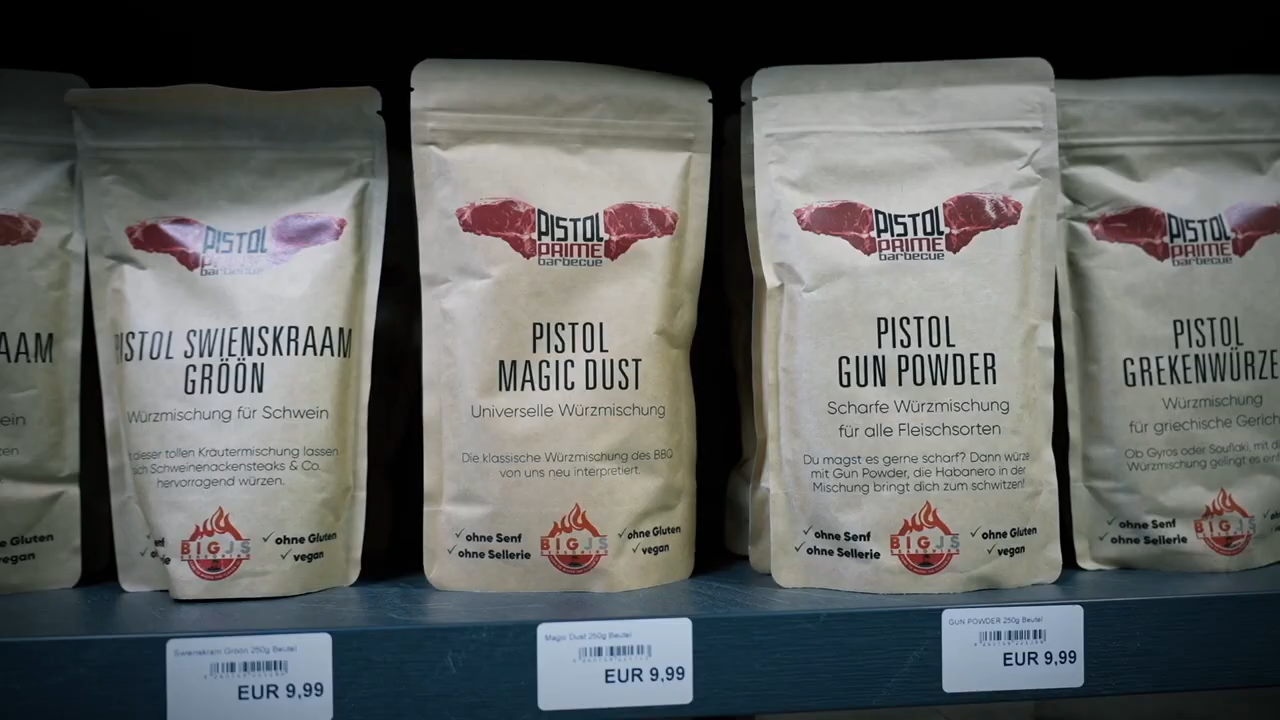 AAM
ein
ten
ne Gluten
vegan
PISTOL
PRIME
barbecue
PISTOL SWIENSKRAAM
GRÖÖN
Würzmischung für Schwein
dieser tollen Kräutermischung lassen
ich Schweinenackensteaks & Co.
hervorragend würzen.
BIG J'S
✓ohne Gluten
✓vegan
PISTOL
PRIME
barbecue
PISTOL
MAGIC DUST
Universelle Würzmischung
Die klassische Würzmischung des BBQ
von uns neu interpretiert.
✓ohne Senf
✓ohne Sellerie
BIG J'S
✓ohne Gluten
✓vegan
PISTOL
PRIME
barbecue
PISTOL
GUN POWDER
Scharfe Würzmischung
für alle Fleischsorten
Du magst es gerne scharf? Dann würze
mit Gun Powder, die Habanero in der
Mischung bringt dich zum schwitzen!
✓ohne Senf
✓ohne Sellerie
BIG J'S
✓ohne Gluten
✓vegan
PISTOL
PRIME
barbecue
PISTOL
GREKENWÜRZE
Würzmischung
für griechische Gerich
Ob Gyros oder Souflaki, mit d
Würzmischung gelingt es ein
✓ohne Senf
✓ohne Sellerie
BIG J'S
Swienskram Gröön 250g Beutel
EUR 9,99
Magic Dust 250g Beutel
EUR 9,99
GUN POWDER 250g Beutel
EUR 9,99